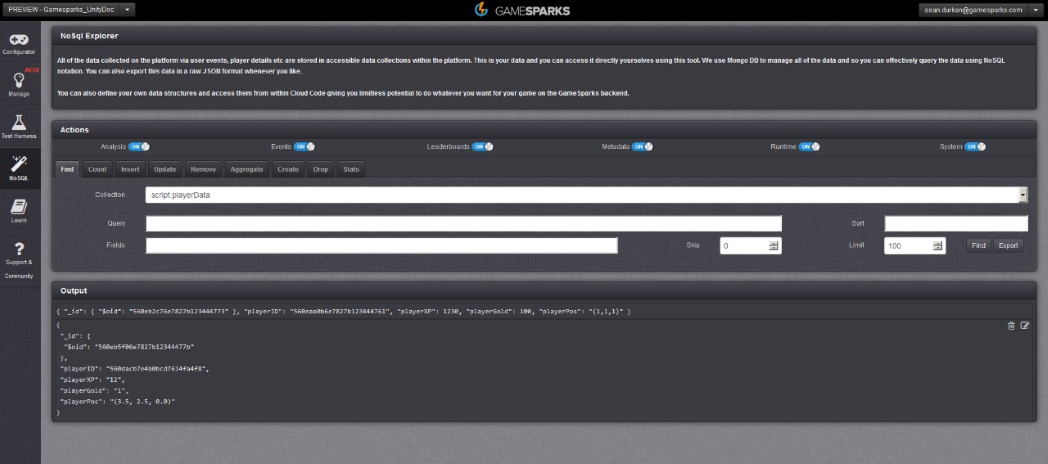 PREVIEW - Gamesparks_UnityDoc
GAMESPARKS
sean.durkan@gamesparks.com
Configurator
BETA
Manage
Test Harness
NoSQL
Learn
Support &
Community
NoSql Explorer
All of the data collected on the platform via user events, player details etc are stored in accessible data collections within the platform. This is your data and you can access it directly yourselves using this tool. We use Mongo DB to manage all of the data and so you can effectively query the data using NoSQL
notation. You can also export this data in a raw JSON format whenever you like.
You can also define your own data structures and access them from within Cloud Code giving you limitless potential to do whatever you want for your game on the GameSparks backend.
Actions
Analysis ON Events ON Leaderboards ON Metadata ON Runtime ON System ON
Find Count Insert Update Remove Aggregate Create Drop Stats
Collection script.playerData
Query Sort
Fields Skip 0 Limit 100 Find Export
Output
{ "_id": { "$oid": "560eb2c76e7827b123444773" }, "playerID": "560eaa0b6e7827b123444761", "playerXP": 1230, "playerGold": 100, "playerPos": "(1,1,1)" }
{
"_id": {
"$oid": "560eb5f06e7827b12344477b"
},
"playerID": "560dacb7e4b0bcd7614fa4f8",
"playerXP": "12",
"playerGold": "1",
"playerPos": "(3.5, 2.5, 0.0)"
}